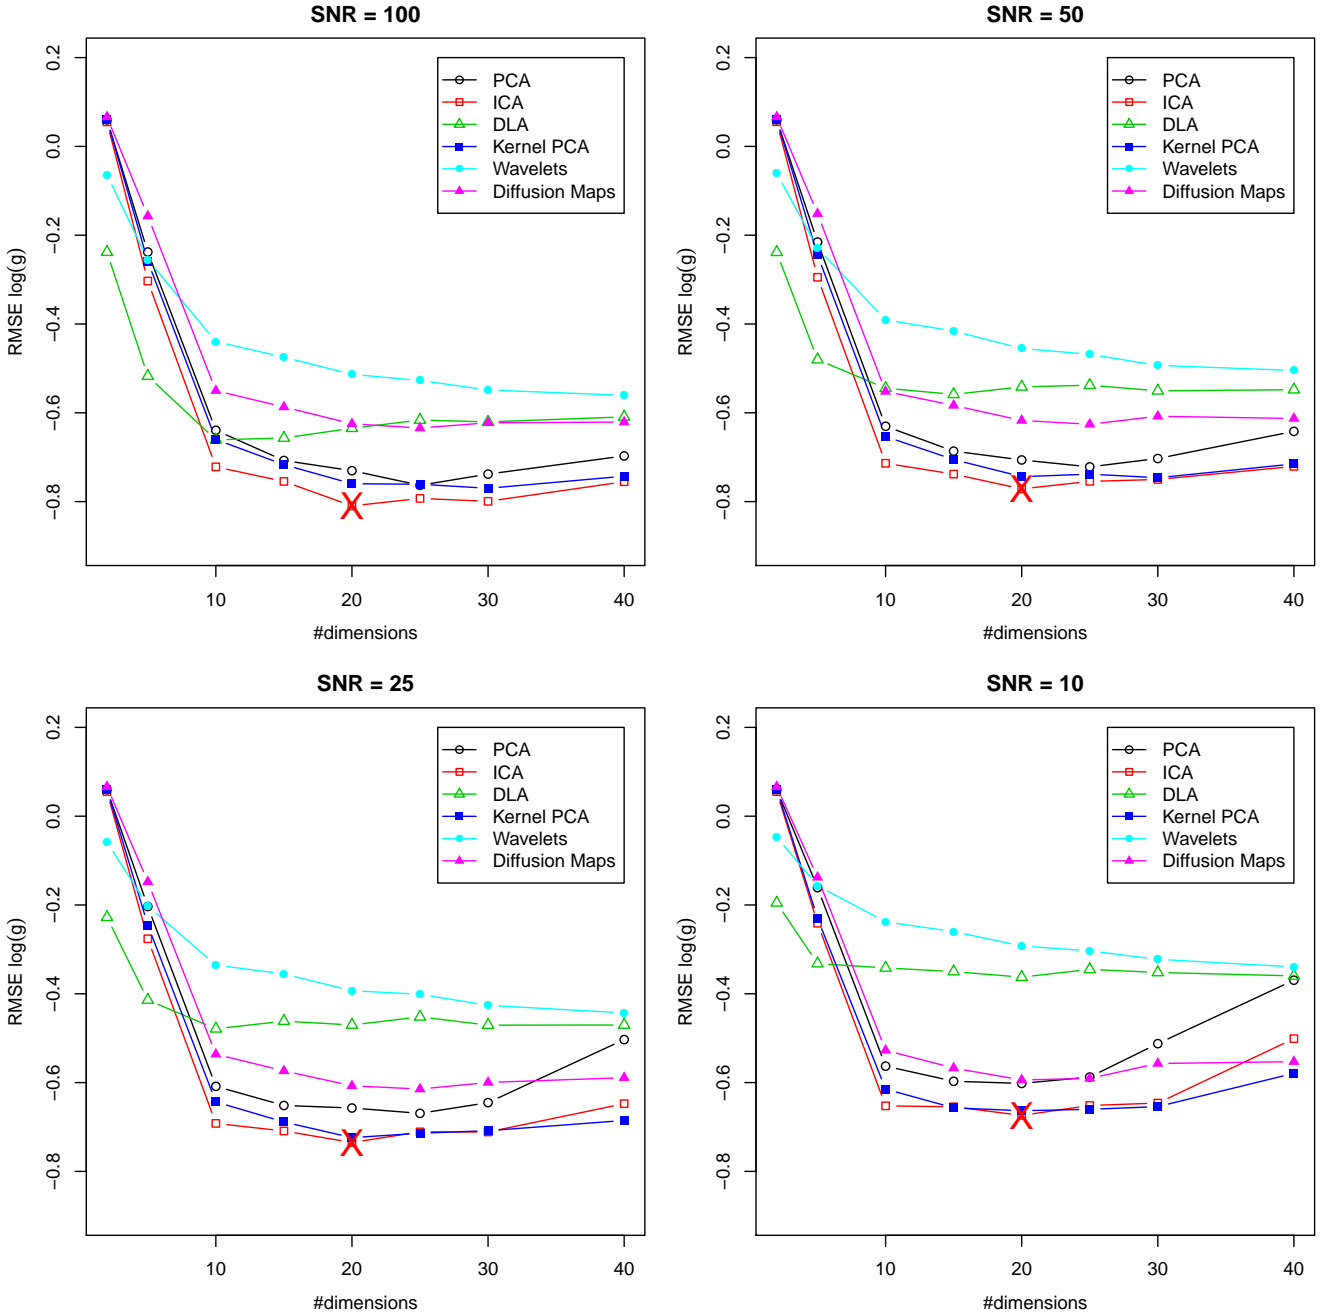 SNR = 100
0.2
0.0
−0.2
−0.4
−0.6
−0.8
RMSE log(g)
PCA
ICA
DLA
Kernel PCA
Wavelets
Diffusion Maps
10 20 30 40
#dimensions
SNR = 50
0.2
0.0
−0.2
−0.4
−0.6
−0.8
RMSE log(g)
PCA
ICA
DLA
Kernel PCA
Wavelets
Diffusion Maps
10 20 30 40
#dimensions
SNR = 25
0.2
0.0
−0.2
−0.4
−0.6
−0.8
RMSE log(g)
PCA
ICA
DLA
Kernel PCA
Wavelets
Diffusion Maps
10 20 30 40
#dimensions
SNR = 10
0.2
0.0
−0.2
−0.4
−0.6
−0.8
RMSE log(g)
PCA
ICA
DLA
Kernel PCA
Wavelets
Diffusion Maps
10 20 30 40
#dimensions